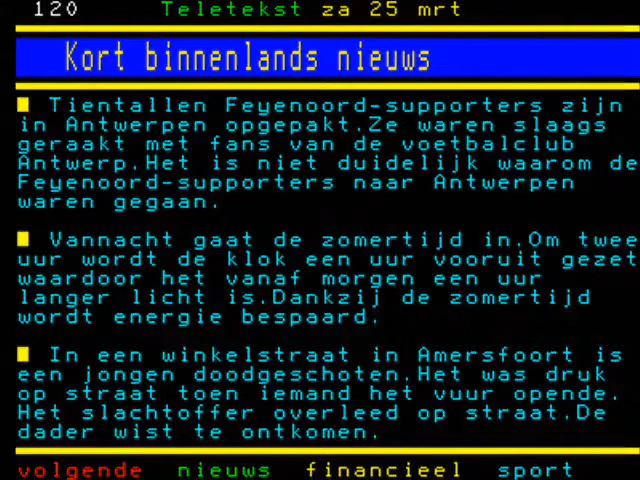 120 Teletekst za 25 mrt
Kort binnenlands nieuws
Tientallen Feyenoord-supporters zijn
in Antwerpen opgepakt.Ze waren slaags
geraakt met fans van de voetbalclub
Antwerp.Het is niet duidelijk waarom de
Feyenoord-supporters naar Antwerpen
waren gegaan.
Vannacht gaat de zomertijd in.Om twee
uur wordt de klok een uur vooruit gezet
waardoor het vanaf morgen een uur
langer licht is.Dankzij de zomertijd
wordt energie bespaard.
In een winkelstraat in Amersfoort is
een jongen doodgeschoten.Het was druk
op straat toen iemand het vuur opende.
Het slachtoffer overleed op straat.De
dader wist te ontkomen.
volgende nieuws financieel sport